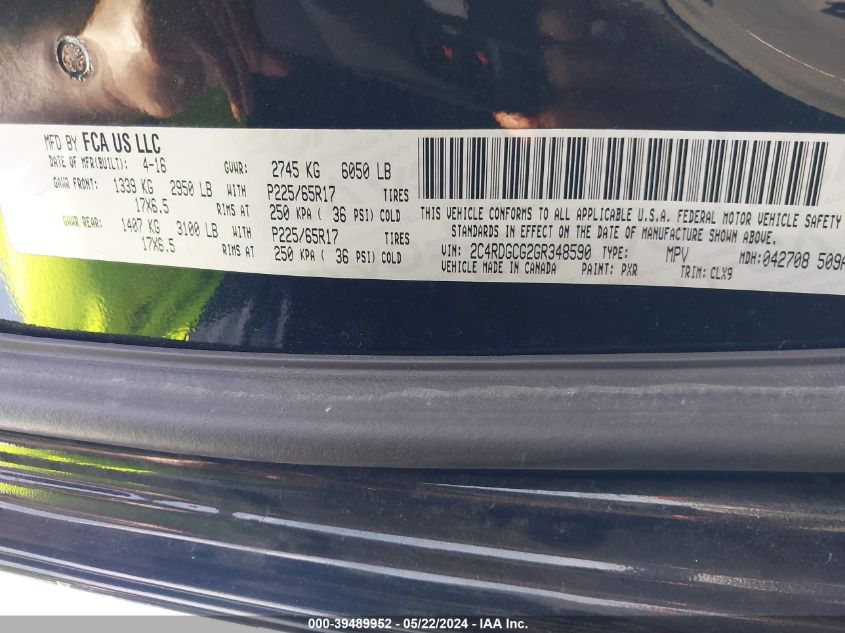 MFD BY FCA US LLC
DATE OF MFR(BUILT): 4-16 GVWR: 2745 KG 6050 LB
GAWR FRONT: 1339 KG 2950 LB WITH P225/65R17 TIRES
17X6.5 RIMS AT 250 KPA ( 36 PSI) COLD
GAWR REAR: 1407 KG 3100 LB WITH P225/65R17 TIRES
17X6.5 RIMS AT 250 KPA ( 36 PSI) COLD
THIS VEHICLE CONFORMS TO ALL APPLICABLE U.S.A. FEDERAL MOTOR VEHICLE SAFETY
STANDARDS IN EFFECT ON THE DATE OF MANUFACTURE SHOWN ABOVE.
VIN: 2C4RDGCG2GR348590 TYPE: MPV MDH:042708 509A
VEHICLE MADE IN CANADA PAINT: PXR TRIM: CLX9
000-39489952 - 05/22/2024 - IAA, Inc.